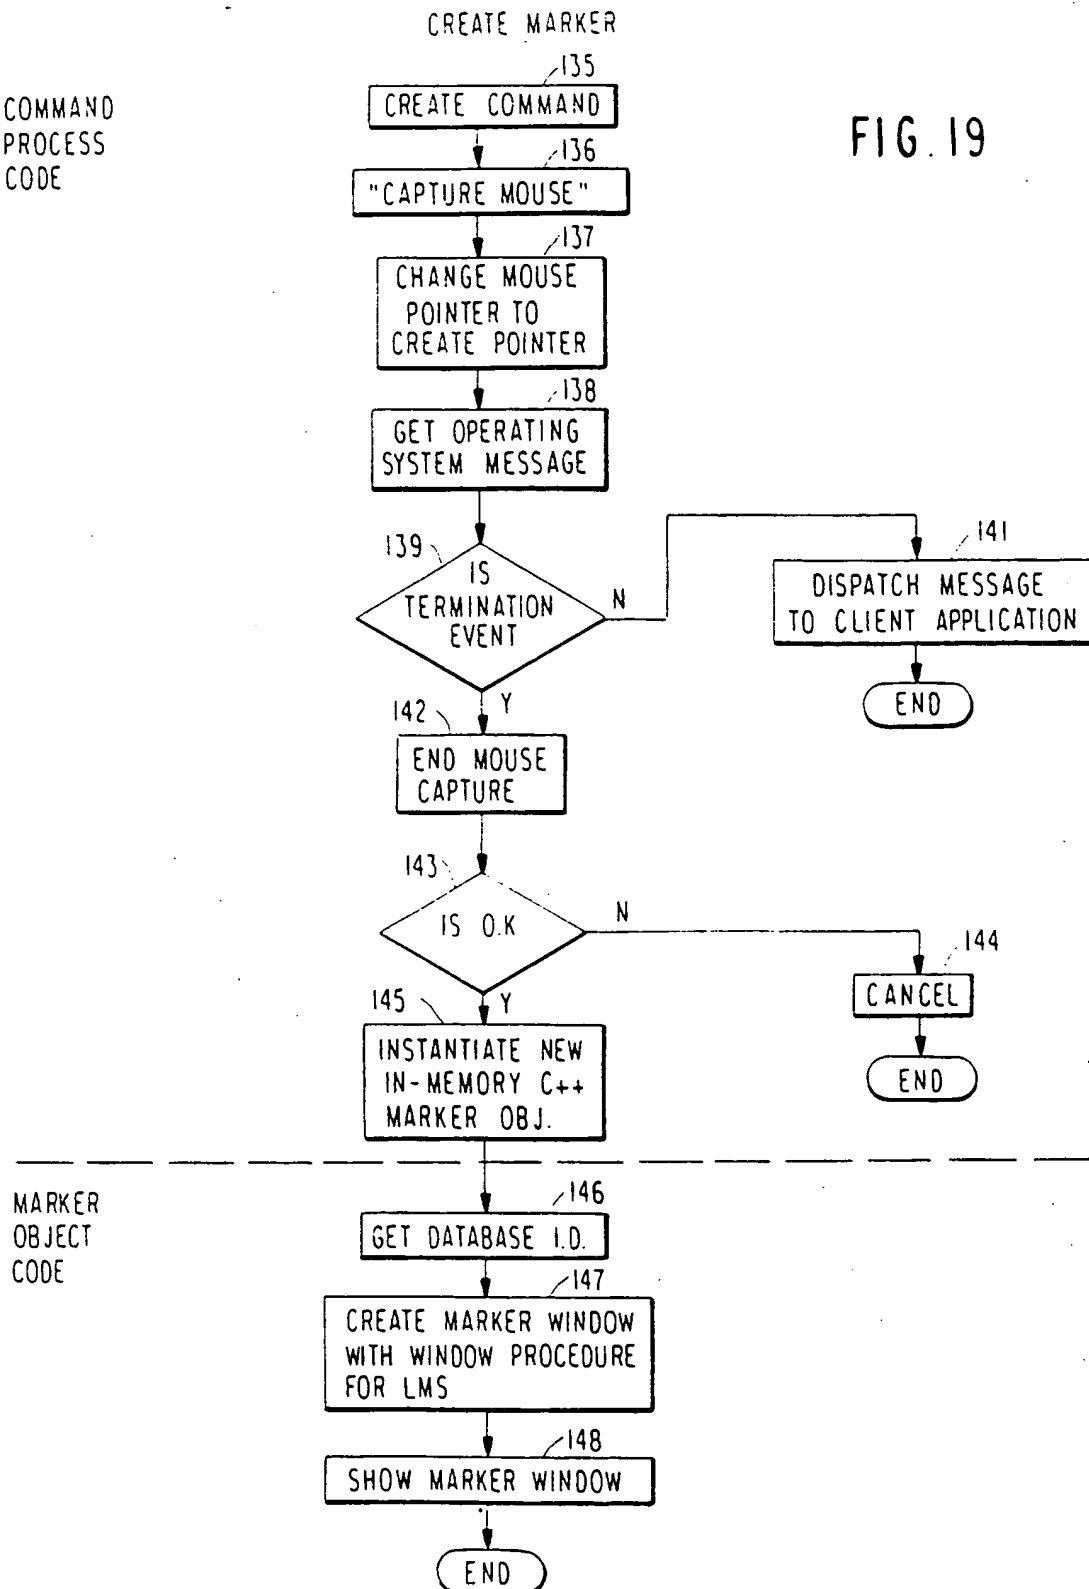 CREATE MARKER
COMMAND
PROCESS
CODE
FIG. 19
135
CREATE COMMAND
136
"CAPTURE MOUSE"
137
CHANGE MOUSE
POINTER TO
CREATE POINTER
138
GET OPERATING
SYSTEM MESSAGE
139
IS
TERMINATION
EVENT
N
141
DISPATCH MESSAGE
TO CLIENT APPLICATION
END
Y
142
END MOUSE
CAPTURE
143
IS O.K
N
144
CANCEL
END
Y
145
INSTANTIATE NEW
IN-MEMORY C++
MARKER OBJ.
MARKER
OBJECT
CODE
146
GET DATABASE I.D.
147
CREATE MARKER WINDOW
WITH WINDOW PROCEDURE
FOR LMS
148
SHOW MARKER WINDOW
END